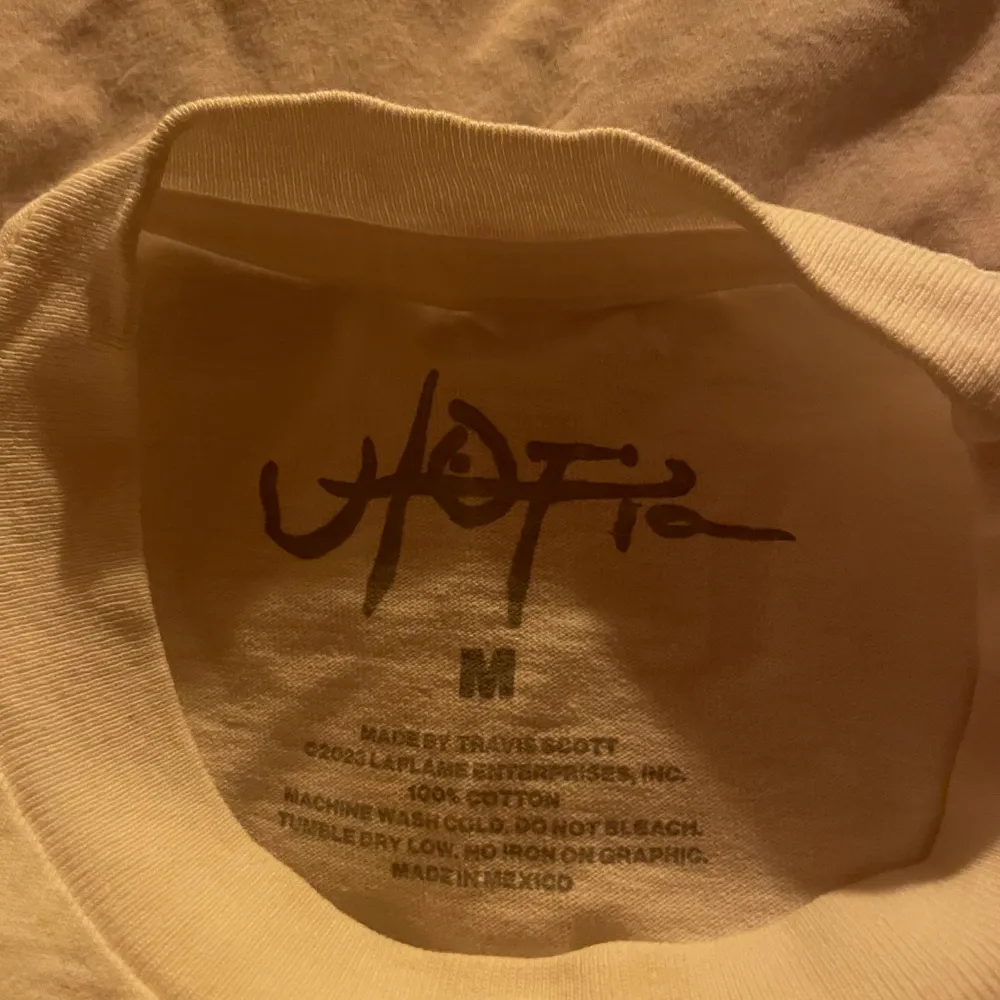 UTOPIA
M
MADE BY TRAVIS SCOTT
©2023 LAFLAME ENTERPRISES, INC.
100% COTTON
MACHINE WASH COLD. DO NOT BLEACH.
TUMBLE DRY LOW. NO IRON ON GRAPHIC.
MADE IN MEXICO